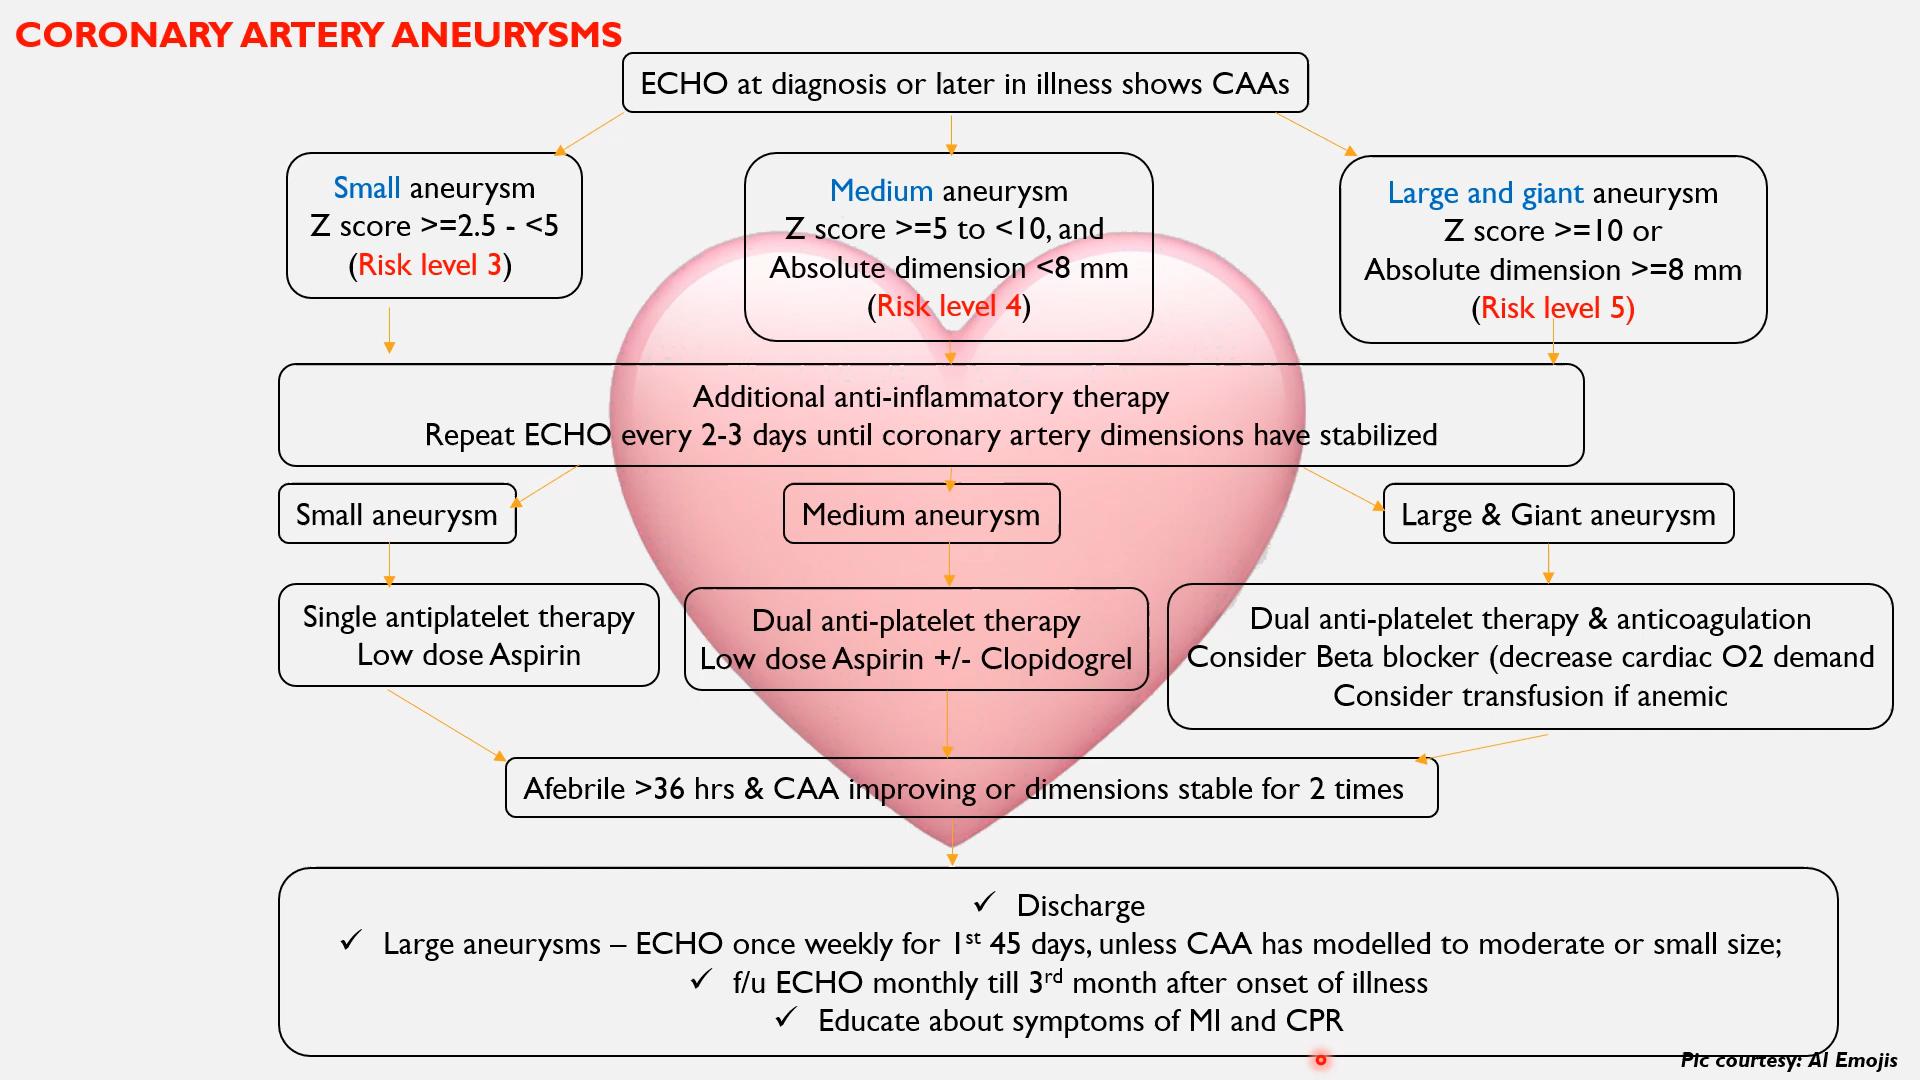 CORONARY ARTERY ANEURYSMS
ECHO at diagnosis or later in illness shows CAAs
Small aneurysm
Z score >=2.5 - <5
(Risk level 3)
Medium aneurysm
Z score >=5 to <10, and
Absolute dimension <8 mm
(Risk level 4)
Large and giant aneurysm
Z score >=10 or
Absolute dimension >=8 mm
(Risk level 5)
Additional anti-inflammatory therapy
Repeat ECHO every 2-3 days until coronary artery dimensions have stabilized
Small aneurysm
Medium aneurysm
Large & Giant aneurysm
Single antiplatelet therapy
Low dose Aspirin
Dual anti-platelet therapy
Low dose Aspirin +/- Clopidogrel
Dual anti-platelet therapy & anticoagulation
Consider Beta blocker (decrease cardiac O2 demand
Consider transfusion if anemic
Afebrile >36 hrs & CAA improving or dimensions stable for 2 times
✓ Discharge
✓ Large aneurysms – ECHO once weekly for 1st 45 days, unless CAA has modelled to moderate or small size;
✓ f/u ECHO monthly till 3rd month after onset of illness
✓ Educate about symptoms of MI and CPR
Pic courtesy: AI Emojis